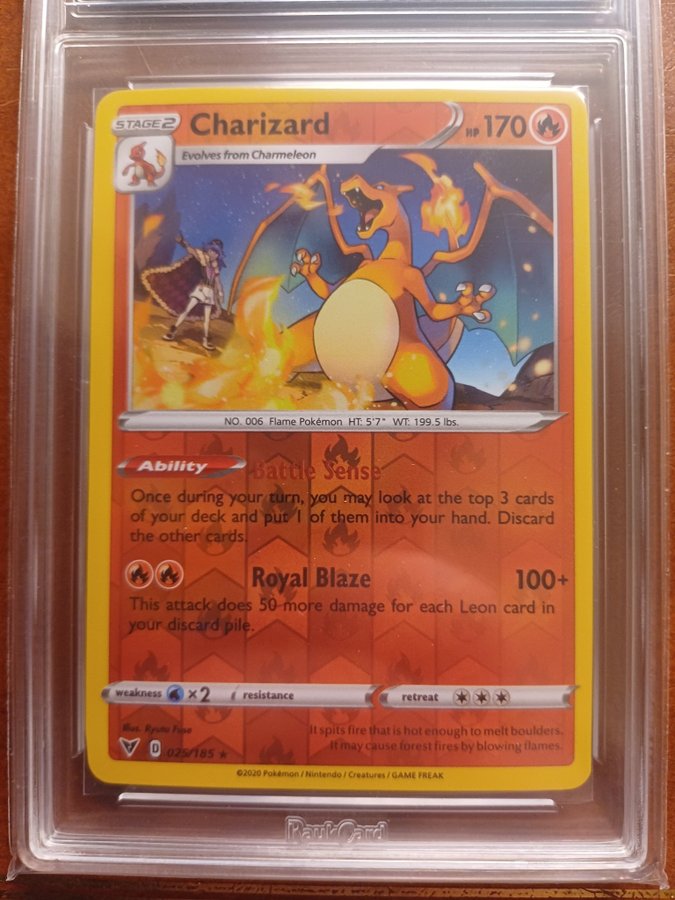 STAGE 2 Charizard HP 170
Evolves from Charmeleon
NO. 006 Flame Pokémon HT: 5'7" WT: 199.5 lbs.
Ability Battle Sense
Once during your turn, you may look at the top 3 cards
of your deck and put 1 of them into your hand. Discard
the other cards.
Royal Blaze 100+
This attack does 50 more damage for each Leon card in
your discard pile.
weakness ×2 resistance retreat
Illus. Ryuta Fuse
It spits fire that is hot enough to melt boulders.
It may cause forest fires by blowing flames.
D 025/185 ★
©2020 Pokémon / Nintendo / Creatures / GAME FREAK
RaukCard